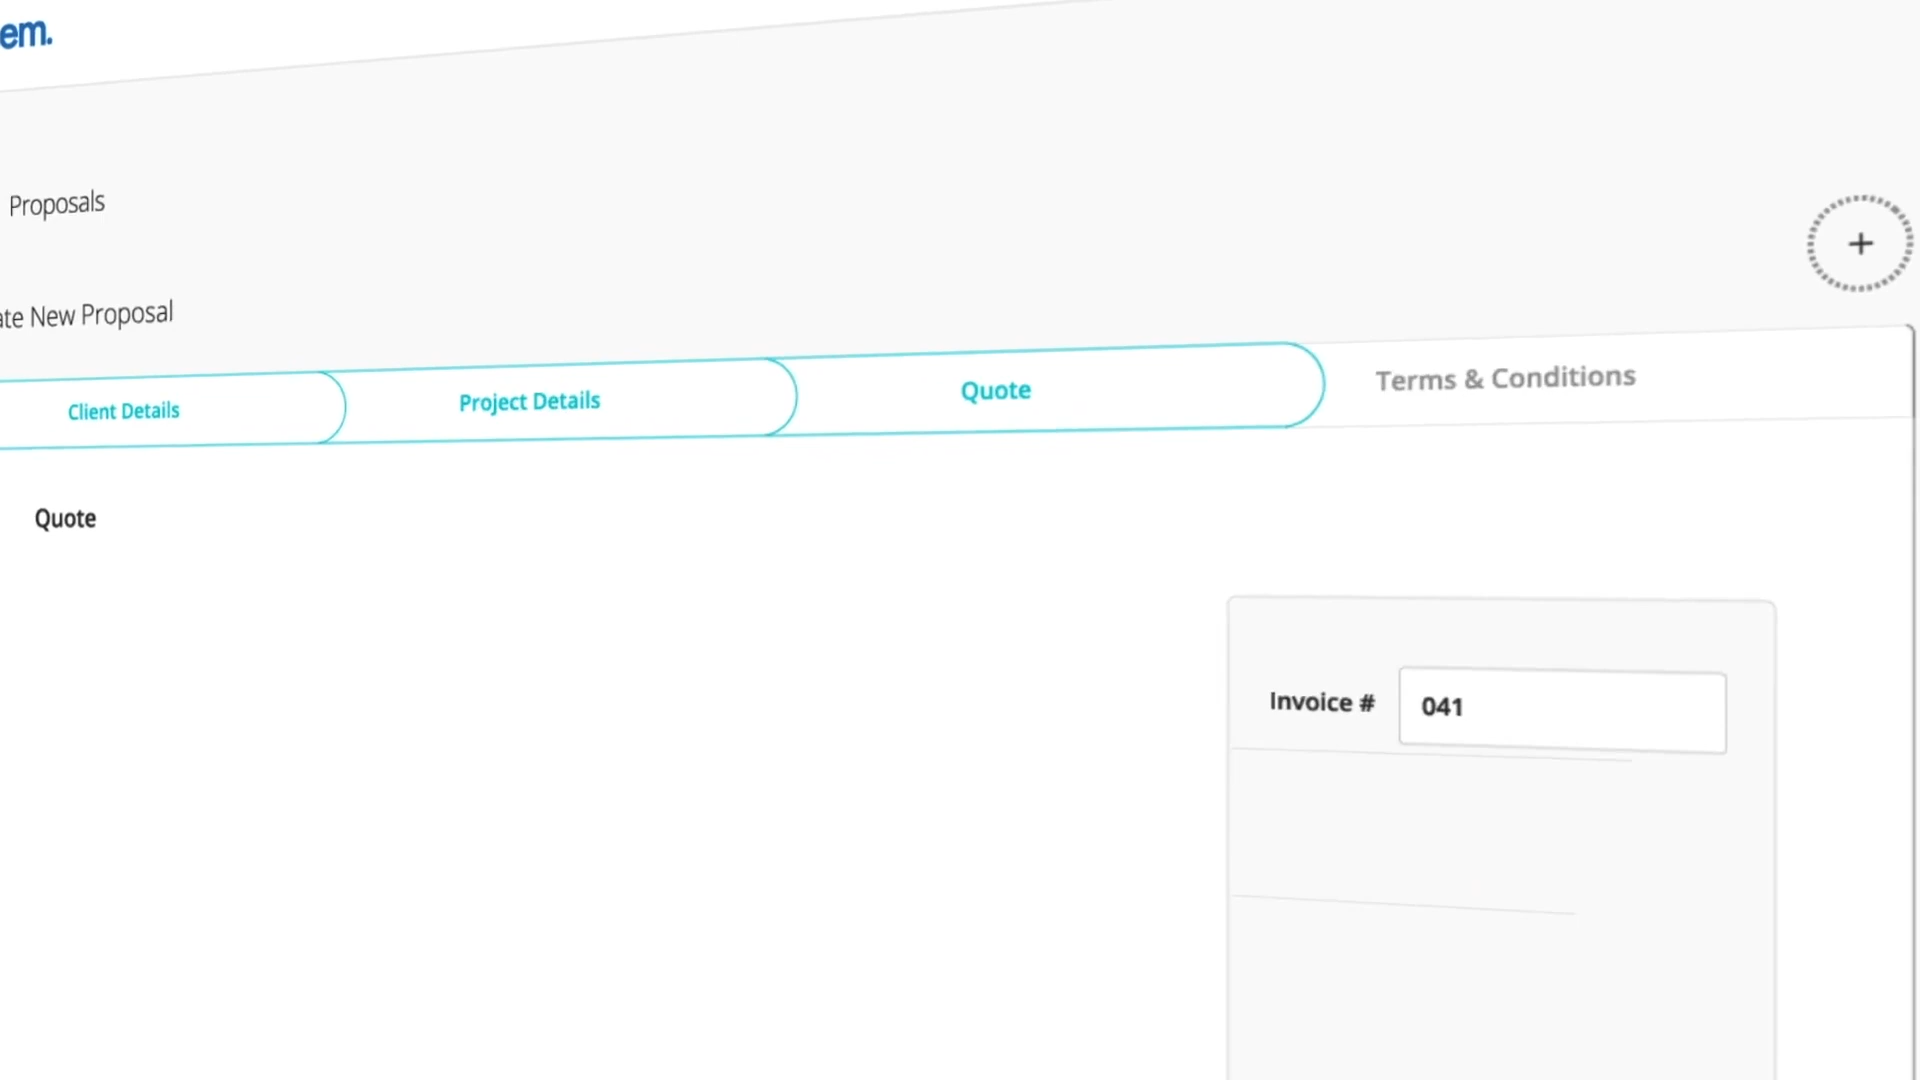 em.
Proposals
ate New Proposal
Client Details
Project Details
Quote
Terms & Conditions
Quote
Invoice #
041